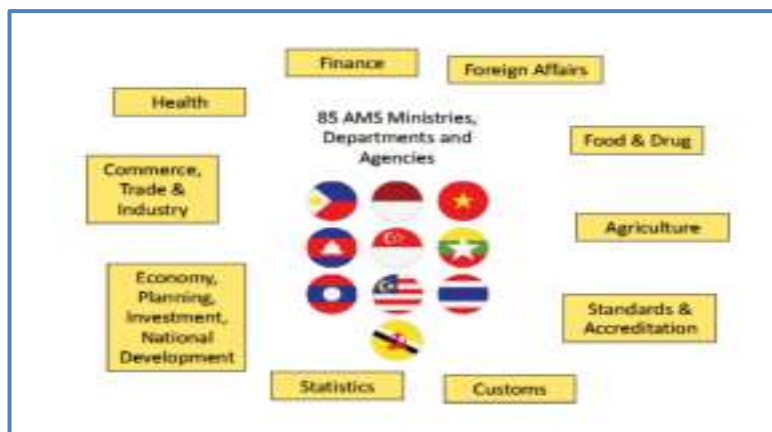 Finance
Foreign Affairs
Health
85 AMS Ministries,
Departments and
Agencies
Food & Drug
Commerce,
Trade &
Industry
Agriculture
Economy,
Planning,
Investment,
National
Development
Standards &
Accreditation
Statistics
Customs